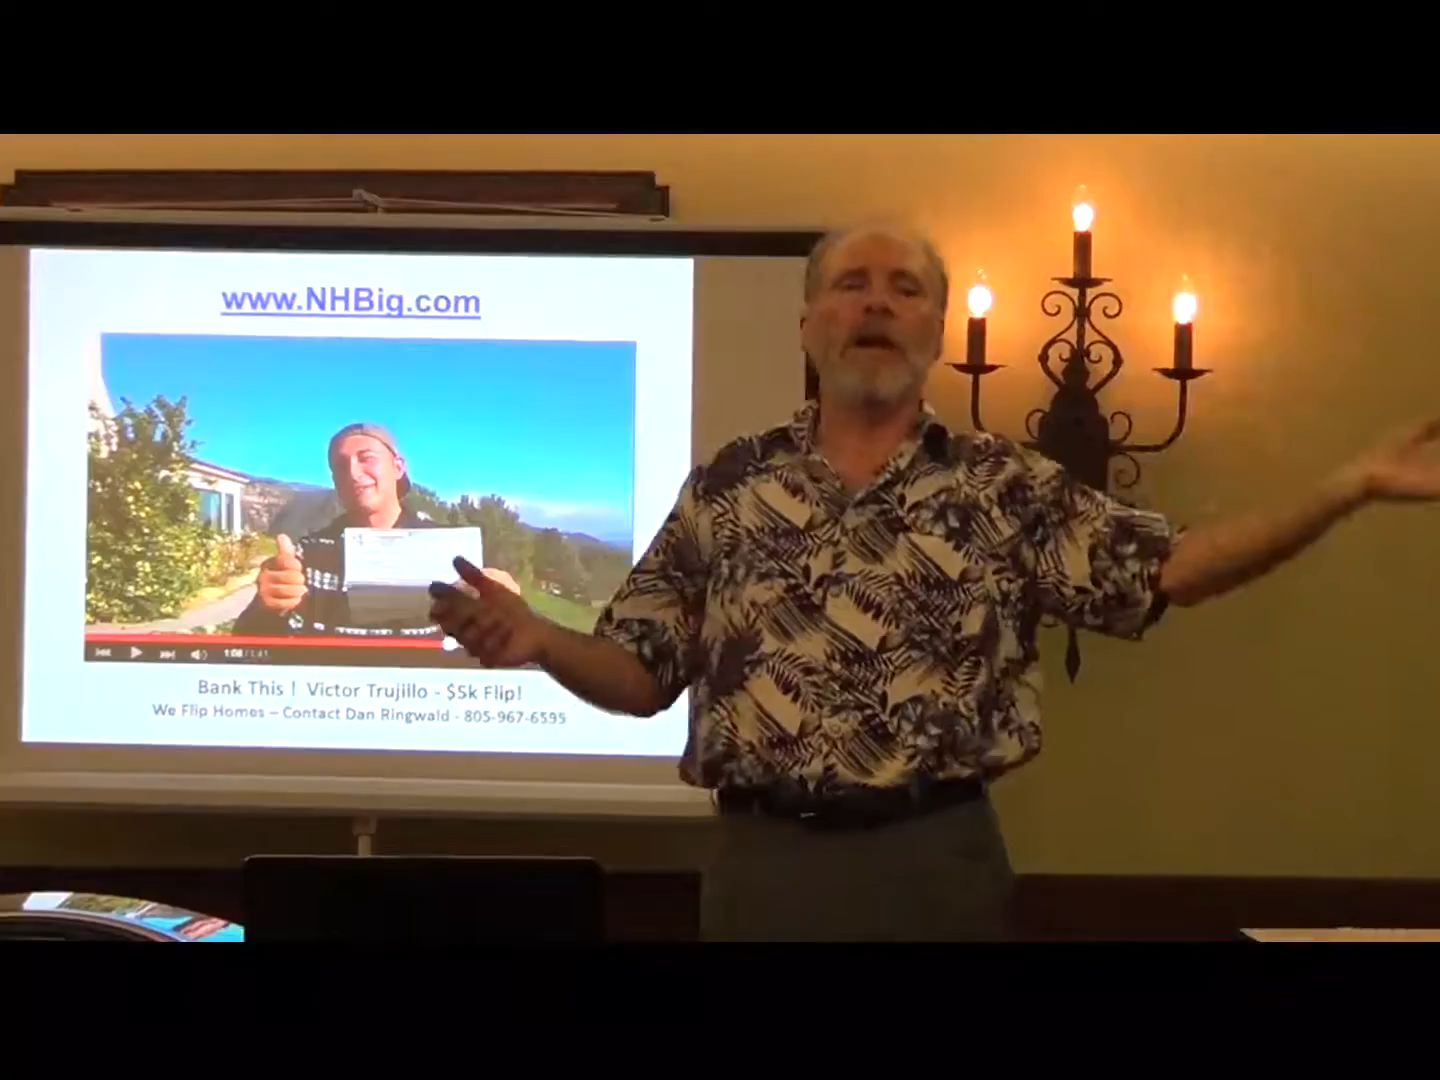 www.NHBig.com
1:08 / 1:41
Bank This ! Victor Trujillo - $5k Flip!
We Flip Homes – Contact Dan Ringwald - 805-967-6595